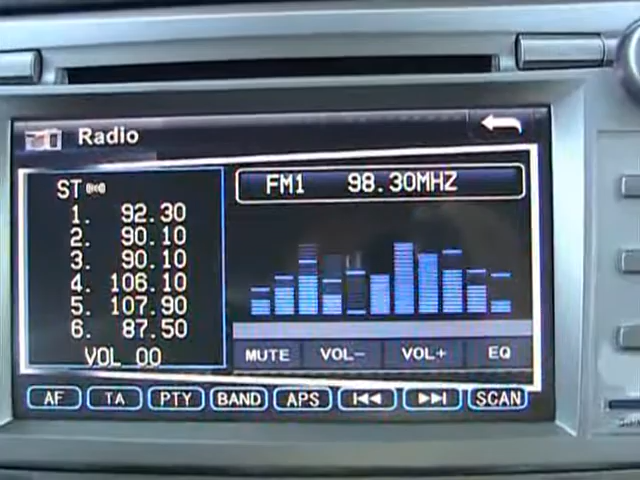 Radio
ST
1. 92.30
2. 90.10
3. 90.10
4. 106.10
5. 107.90
6. 87.50
VOL 00
FM1 98.30MHZ
MUTE VOL- VOL+ EQ
AF TA PTY BAND APS SCAN